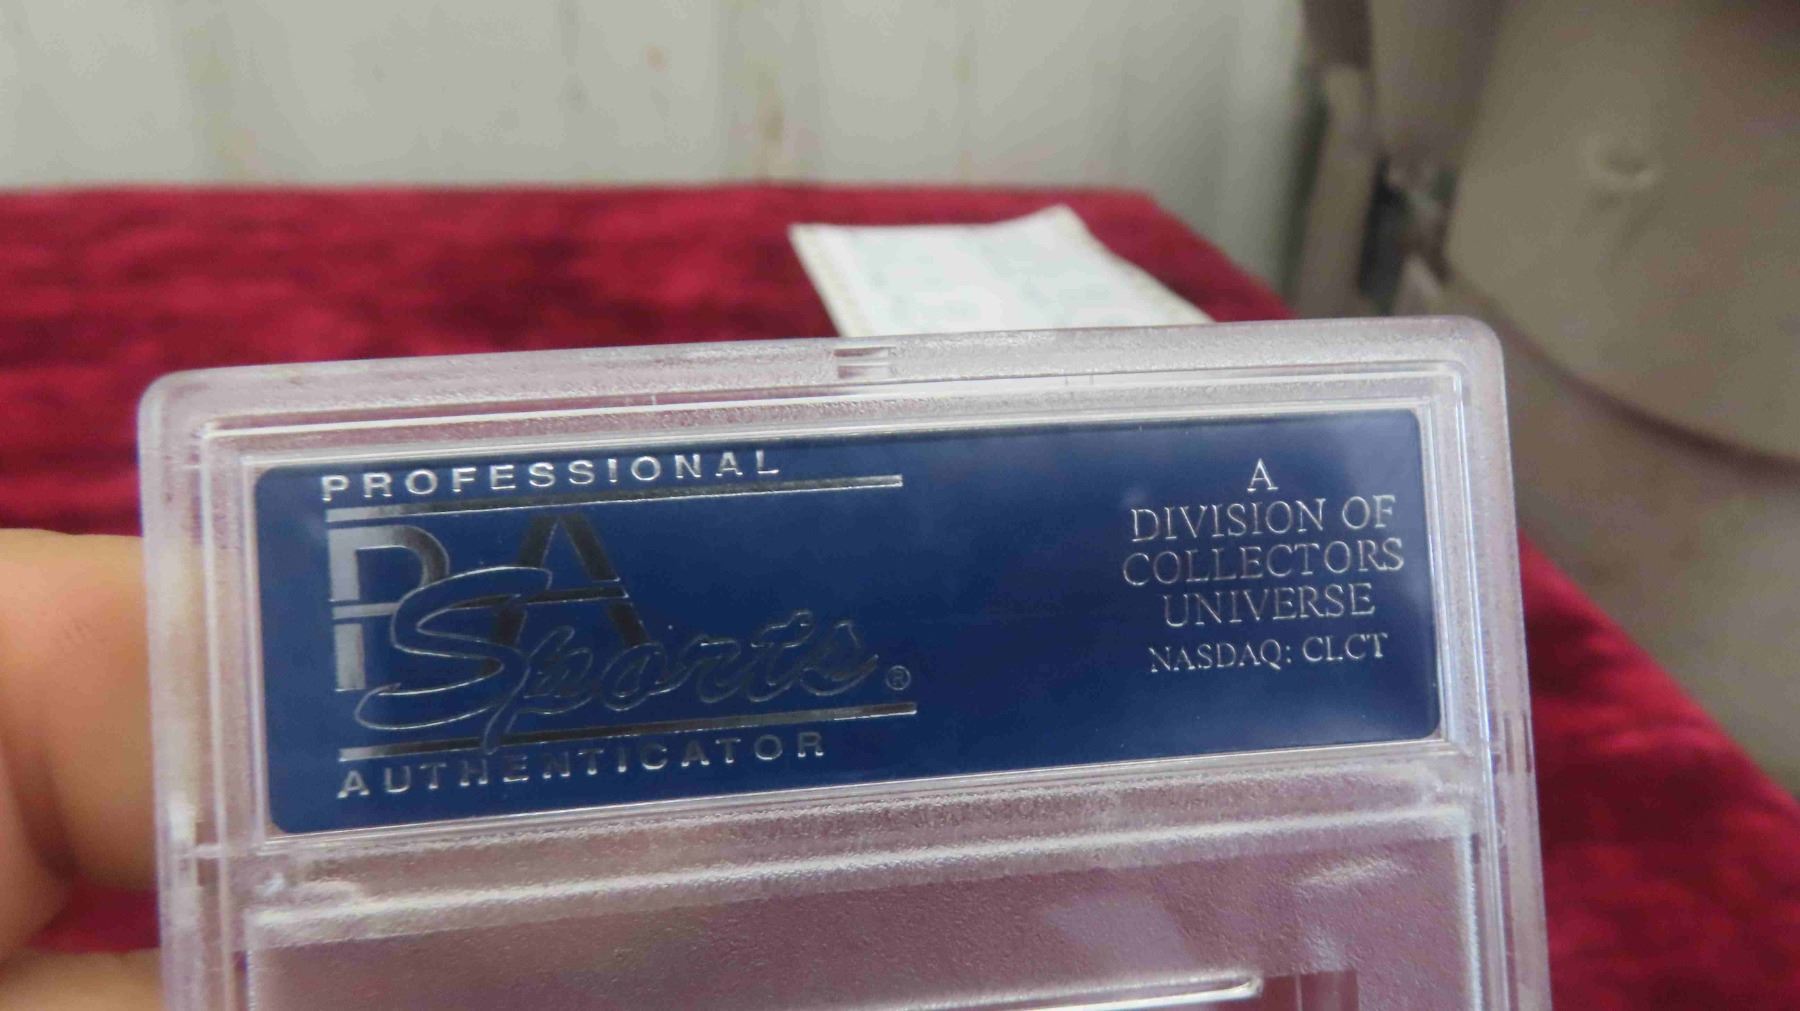 PROFESSIONAL
PSA
Sports®
AUTHENTICATOR
A
DIVISION OF
COLLECTORS
UNIVERSE
NASDAQ: CLCT